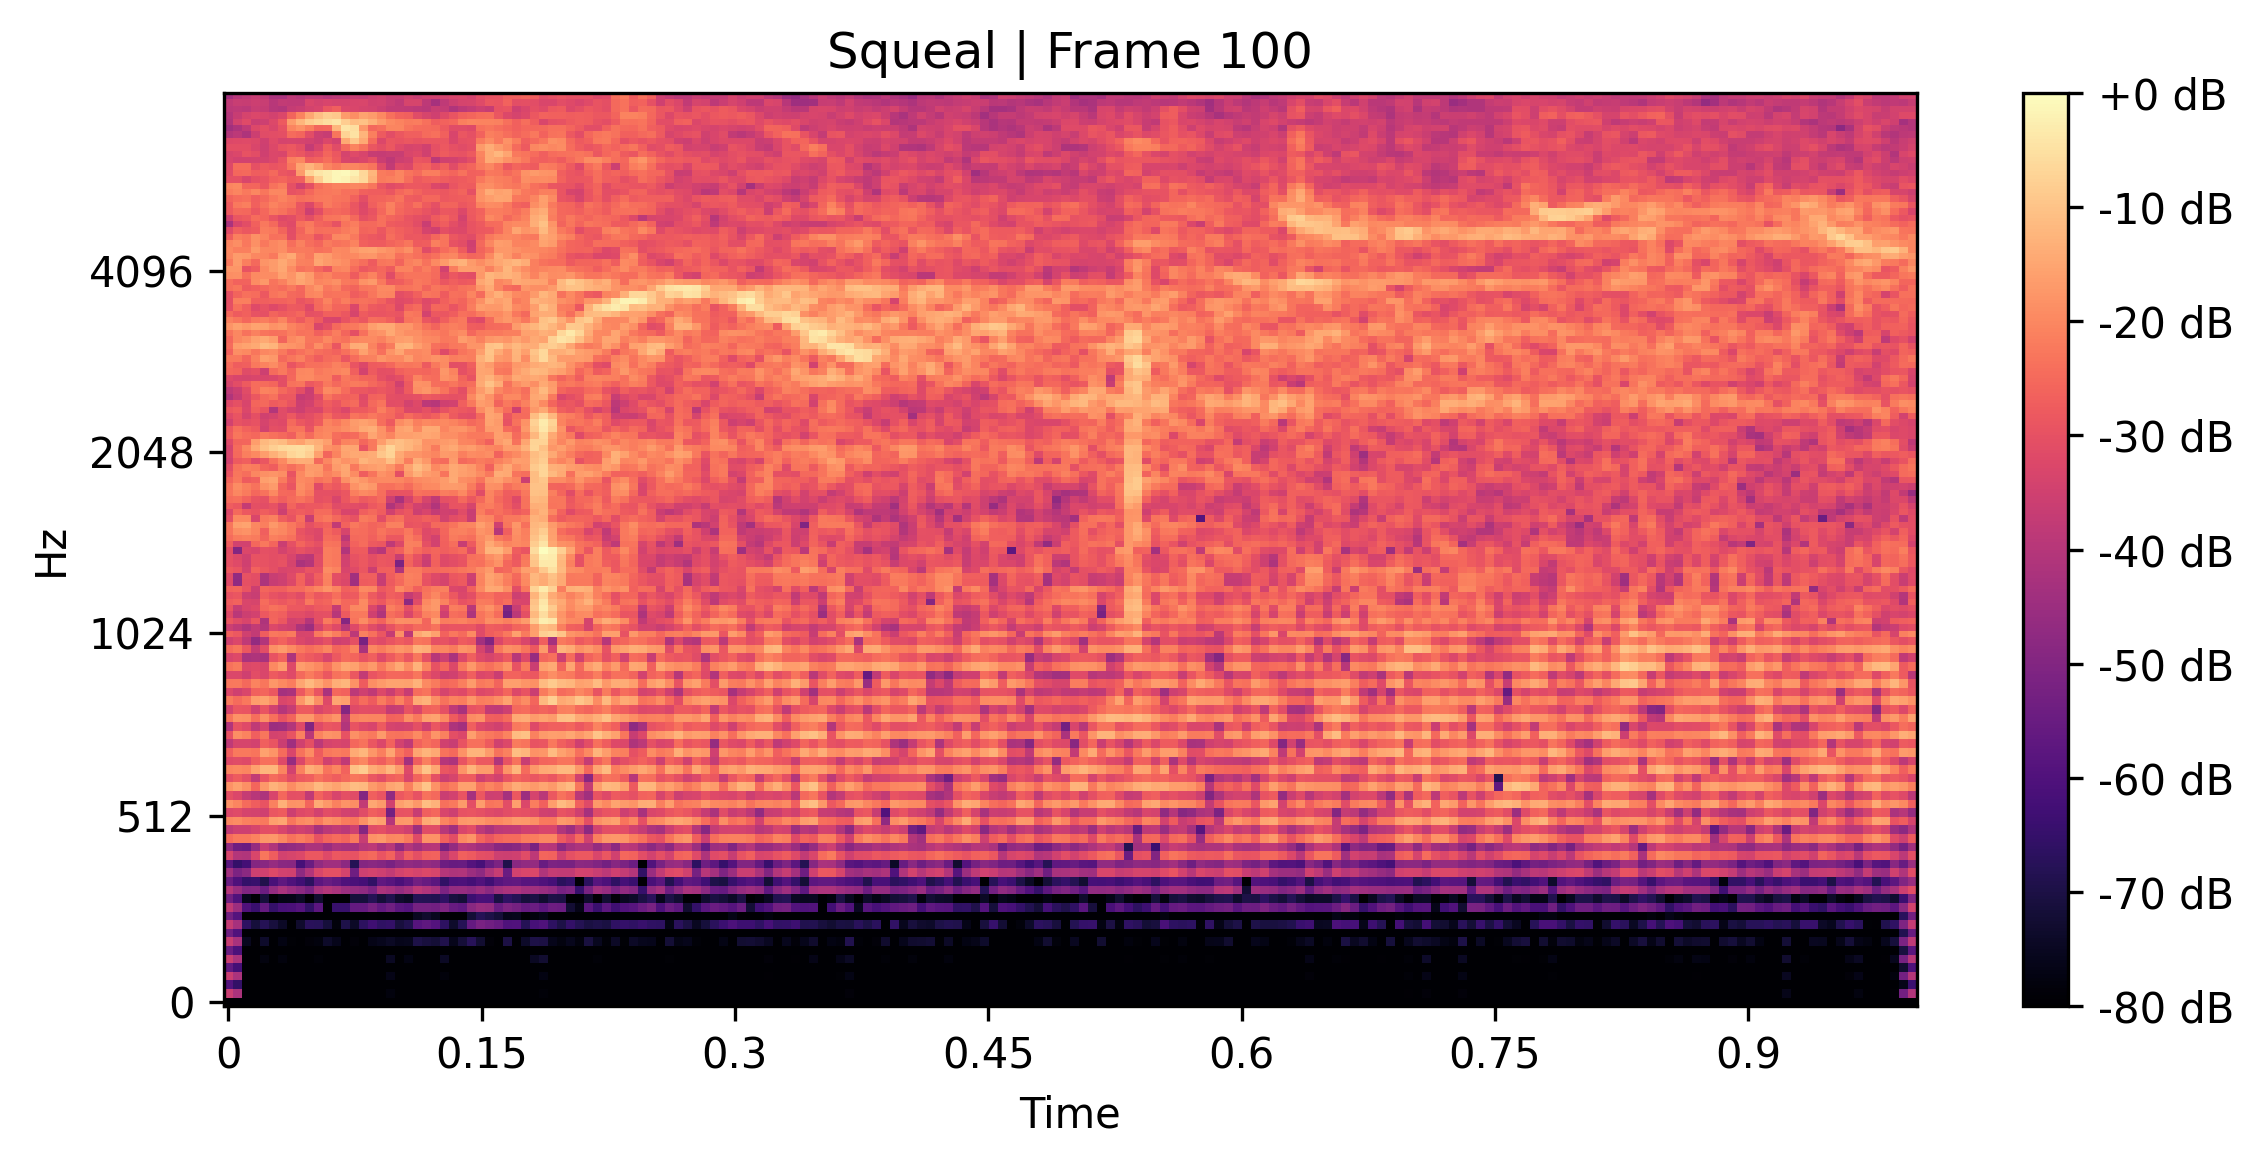 Squeal | Frame 100
+0 dB
-10 dB
-20 dB
-30 dB
-40 dB
-50 dB
-60 dB
-70 dB
-80 dB
Hz
4096
2048
1024
512
0
0 0.15 0.3 0.45 0.6 0.75 0.9
Time